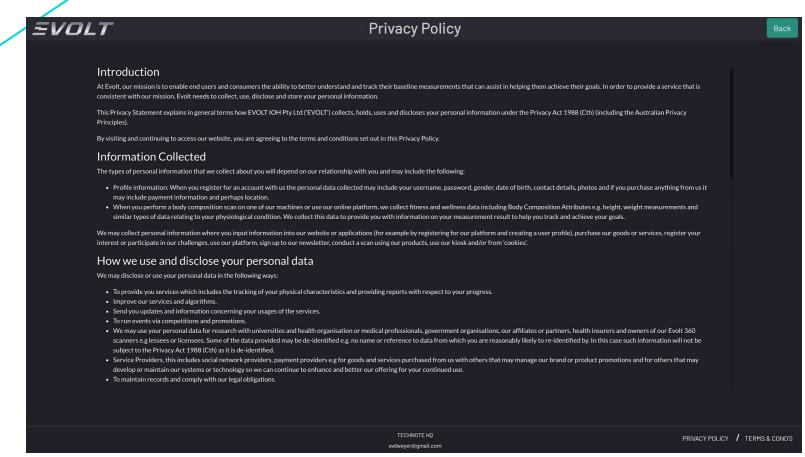 EVOLT
Privacy Policy
Back
Introduction
At Evolt, our mission is to enable end users and consumers the ability to better understand and track their baseline measurements that can assist in helping them achieve their goals. In order to provide a service that is
consistent with our mission, Evolt needs to collect, use, disclose and store your personal information.
This Privacy Statement explains in general terms how EVOLT IOH Pty Ltd ('EVOLT') collects, holds, uses and discloses your personal information under the Privacy Act 1988 (Cth) (including the Australian Privacy
Principles).
By visiting and continuing to access our website, you are agreeing to the terms and conditions set out in this Privacy Policy.
Information Collected
The types of personal information that we collect about you will depend on our relationship with you and may include the following:
• Profile information: When you register for an account with us the personal data collected may include your username, password, gender, date of birth, contact details, photos and if you purchase anything from us it
may include payment information and perhaps location.
• When you perform a body composition scan on one of our machines or use our online platform, we collect fitness and wellness data including Body Composition Attributes e.g. height, weight measurements and
similar types of data relating to your physiological condition. We collect this data to provide you with information on your measurement result to help you track and achieve your goals.
We may collect personal information where you input information into our website or applications (for example by registering for our platform and creating a user profile), purchase our goods or services, register your
interest or participate in our challenges, use our platform, sign up to our newsletter, conduct a scan using our products, use our kiosk and/or from 'cookies'.
How we use and disclose your personal data
We may disclose or use your personal data in the following ways:
• To provide you services which includes the tracking of your physical characteristics and providing reports with respect to your progress.
• Improve our services and algorithms.
• Send you updates and information concerning your usages of the services.
• To run events via competitions and promotions.
• We may use your personal data for research with universities and health organisation or medical professionals, government organisations, our affiliates or partners, health insurers and owners of our Evolt 360
scanners e.g lessees or licensees. Some of the data provided may be de-identified e.g. no name or reference to data from which you are reasonably likely to re-identified by. In this case such information will not be
subject to the Privacy Act 1988 (Cth) as it is de-identified.
• Service Providers, this includes social network providers, payment providers e.g for goods and services purchased from us with others that may manage our brand or product promotions and for others that may
develop or maintain our systems or technology so we can continue to enhance and better our offering for your continued use.
• To maintain records and comply with our legal obligations.
TECHNOTE HQ
svdweyer@gmail.com
PRIVACY POLICY / TERMS & COND'S